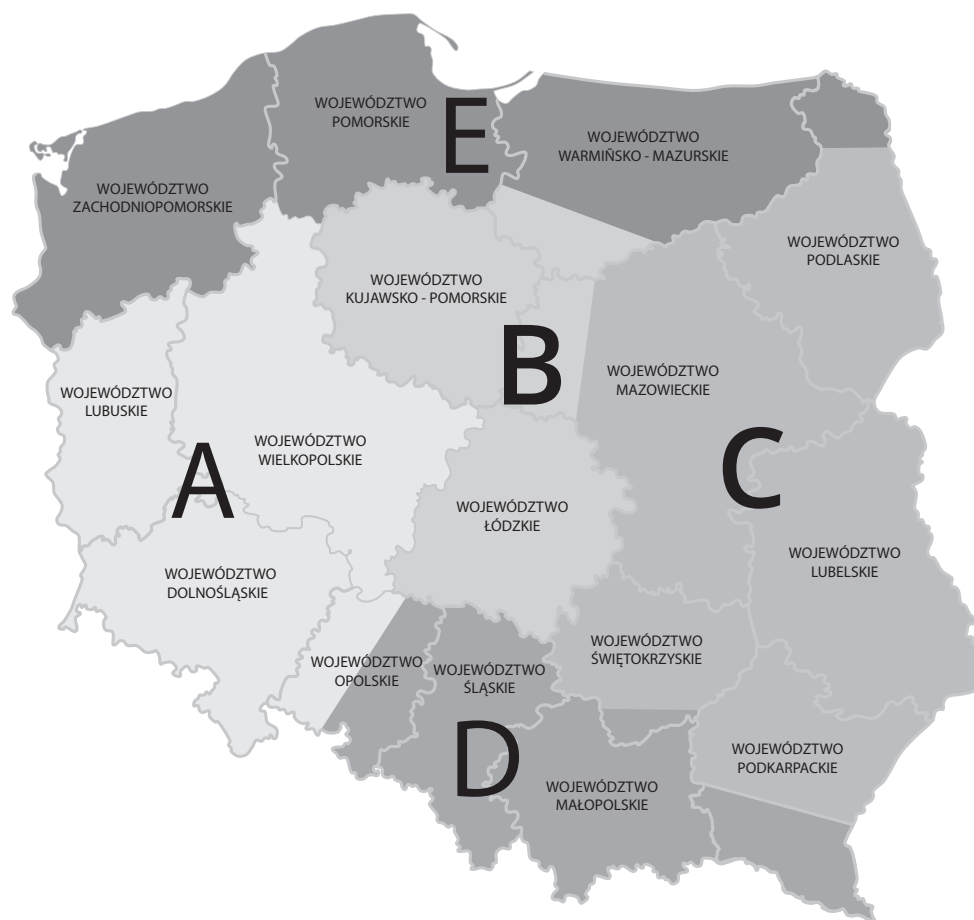 WOJEWÓDZTWO
POMORSKIE
E
WOJEWÓDZTWO
WARMIŃSKO - MAZURSKIE
WOJEWÓDZTWO
ZACHODNIOPOMORSKIE
WOJEWÓDZTWO
PODLASKIE
WOJEWÓDZTWO
KUJAWSKO - POMORSKIE
B
WOJEWÓDZTWO
MAZOWIECKIE
WOJEWÓDZTWO
LUBUSKIE
WOJEWÓDZTWO
WIELKOPOLSKIE
A
C
WOJEWÓDZTWO
ŁÓDZKIE
WOJEWÓDZTWO
LUBELSKIE
WOJEWÓDZTWO
DOLNOŚLĄSKIE
WOJEWÓDZTWO
ŚWIĘTOKRZYSKIE
WOJEWÓDZTWO
OPOLSKIE
WOJEWÓDZTWO
ŚLĄSKIE
D
WOJEWÓDZTWO
PODKARPACKIE
WOJEWÓDZTWO
MAŁOPOLSKIE